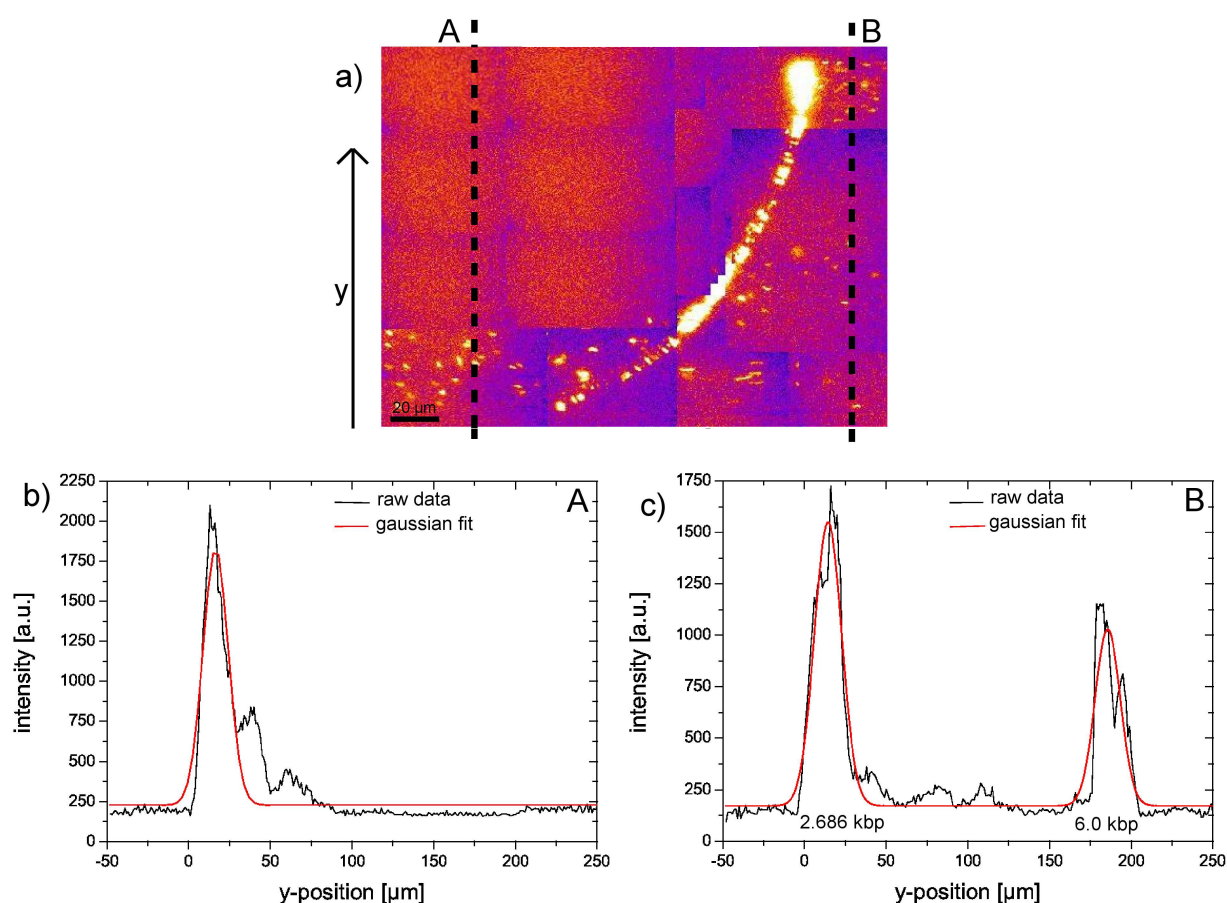 A
B
a)
y
20 µm
b)
A
raw data
gaussian fit
2250
2000
1750
1500
1250
1000
750
500
250
0
intensity [a.u.]
-50
0
50
100
150
200
250
y-position [µm]
c)
B
raw data
gaussian fit
1750
1500
1250
1000
750
500
250
0
intensity [a.u.]
2.686 kbp
6.0 kbp
-50
0
50
100
150
200
250
y-position [µm]